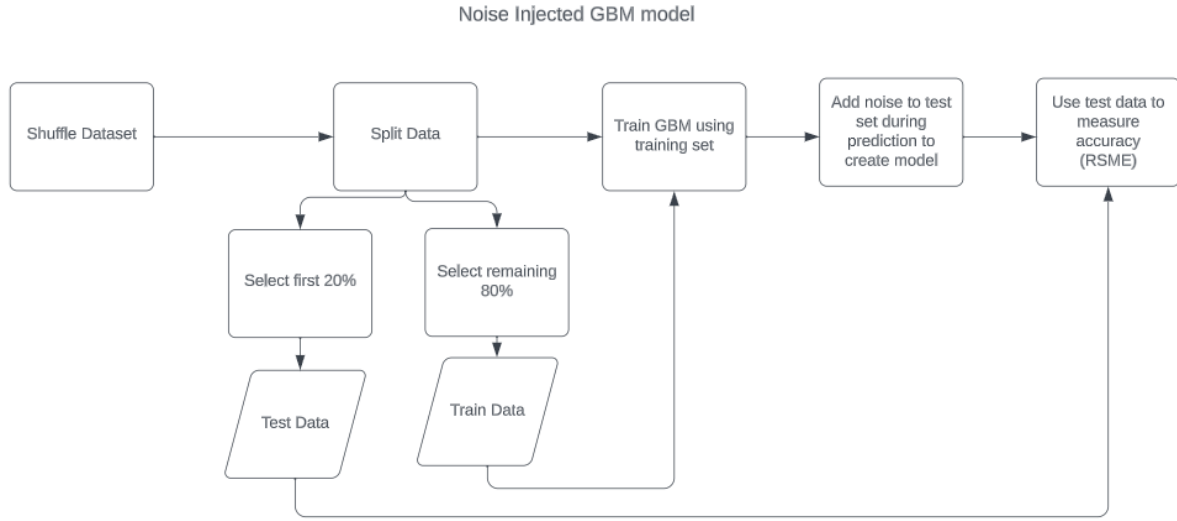 Noise Injected GBM model
Shuffle Dataset
Split Data
Train GBM using
training set
Add noise to test
set during
prediction to
create model
Use test data to
measure
accuracy
(RSME)
Select first 20%
Select remaining
80%
Test Data
Train Data